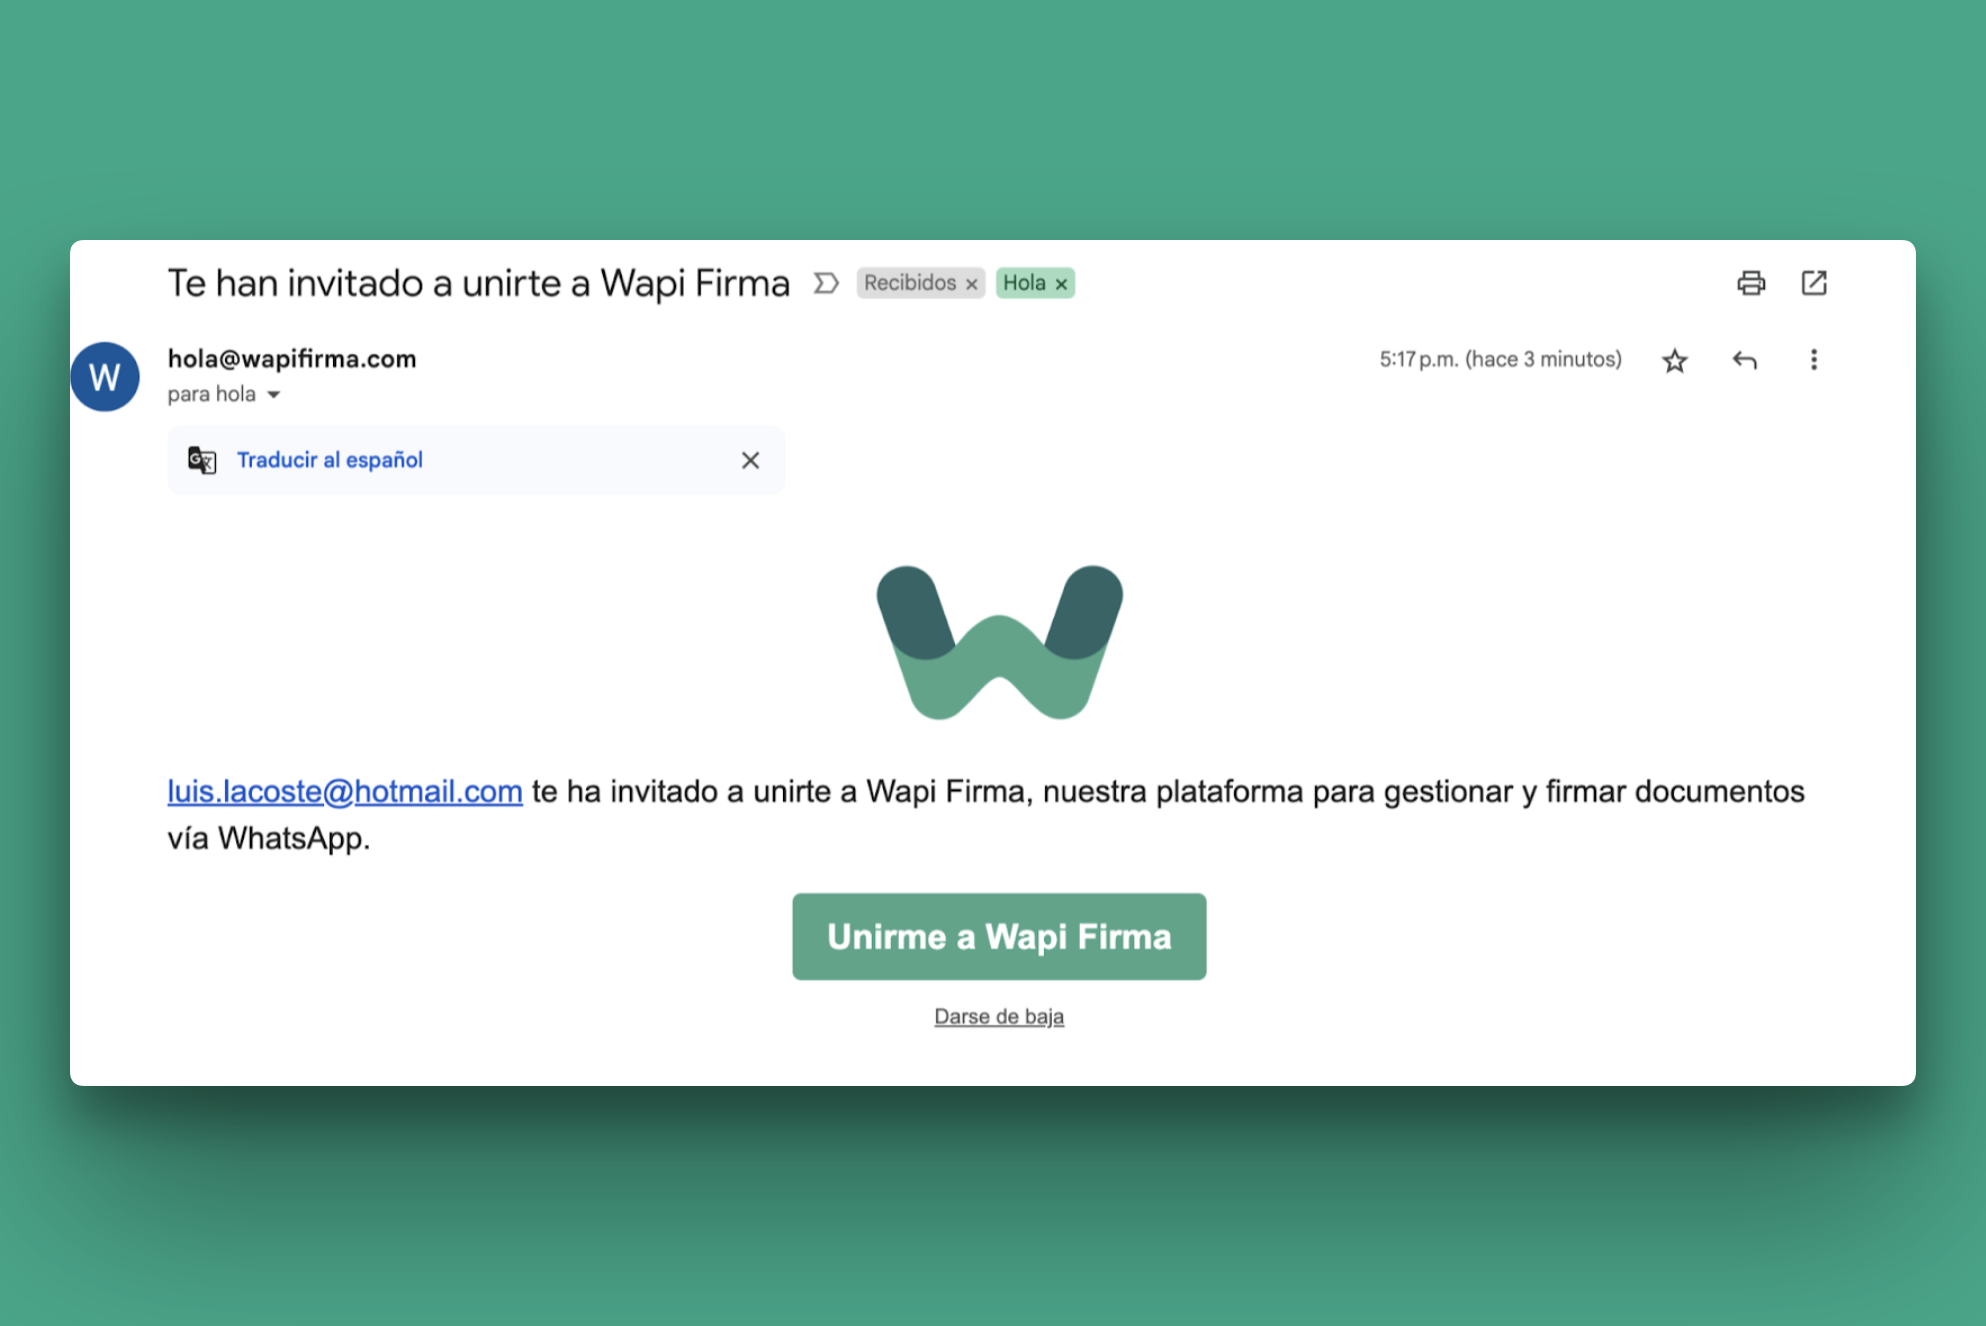 Te han invitado a unirte a Wapi Firma Recibidos × Hola ×
hola@wapifirma.com 5:17 p.m. (hace 3 minutos)
W
para hola
Traducir al español
luis.lacoste@hotmail.com te ha invitado a unirte a Wapi Firma, nuestra plataforma para gestionar y firmar documentos
vía WhatsApp.
Unirme a Wapi Firma
Darse de baja